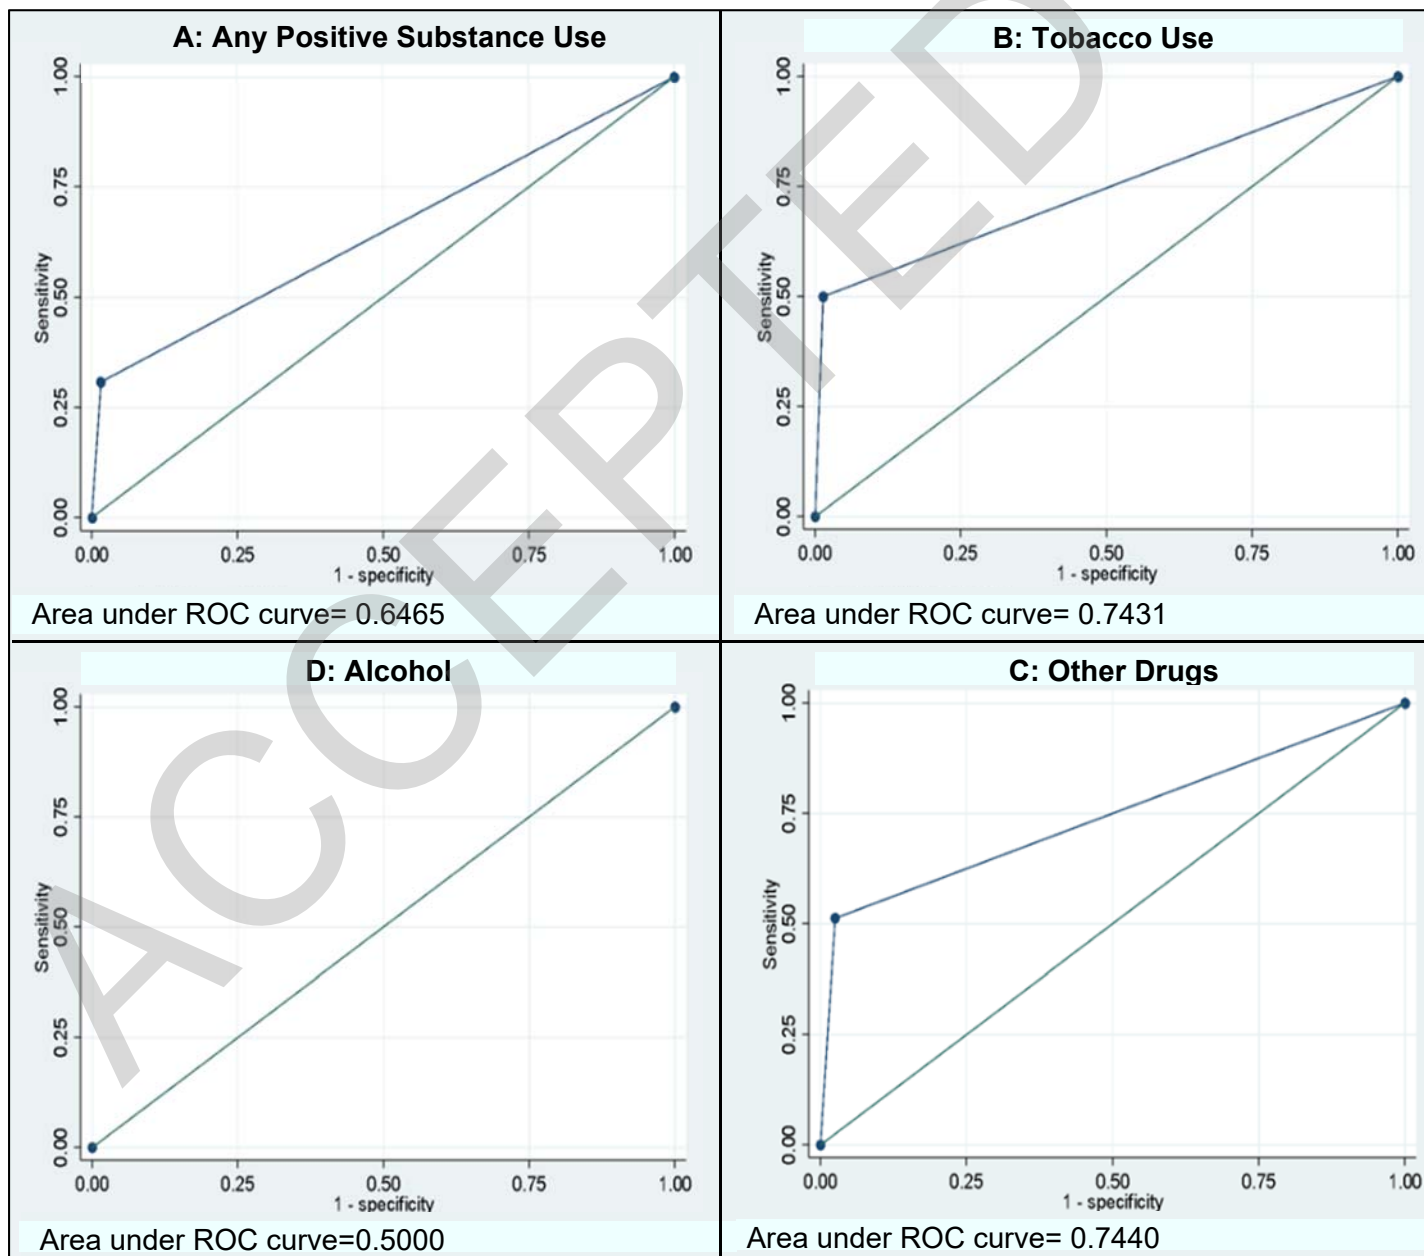 A: Any Positive Substance Use
1.00
0.75
0.50
0.25
0.00
Sensitivity
0.00 0.25 0.50 0.75 1.00
1 - specificity
Area under ROC curve= 0.6465
B: Tobacco Use
1.00
0.75
0.50
0.25
0.00
Sensitivity
0.00 0.25 0.50 0.75 1.00
1 - specificity
Area under ROC curve= 0.7431
D: Alcohol
1.00
0.75
0.50
0.25
0.00
Sensitivity
0.00 0.25 0.50 0.75 1.00
1 - specificity
Area under ROC curve=0.5000
C: Other Drugs
1.00
0.75
0.50
0.25
0.00
Sensitivity
0.00 0.25 0.50 0.75 1.00
1 - specificity
Area under ROC curve= 0.7440
ACCEPTED